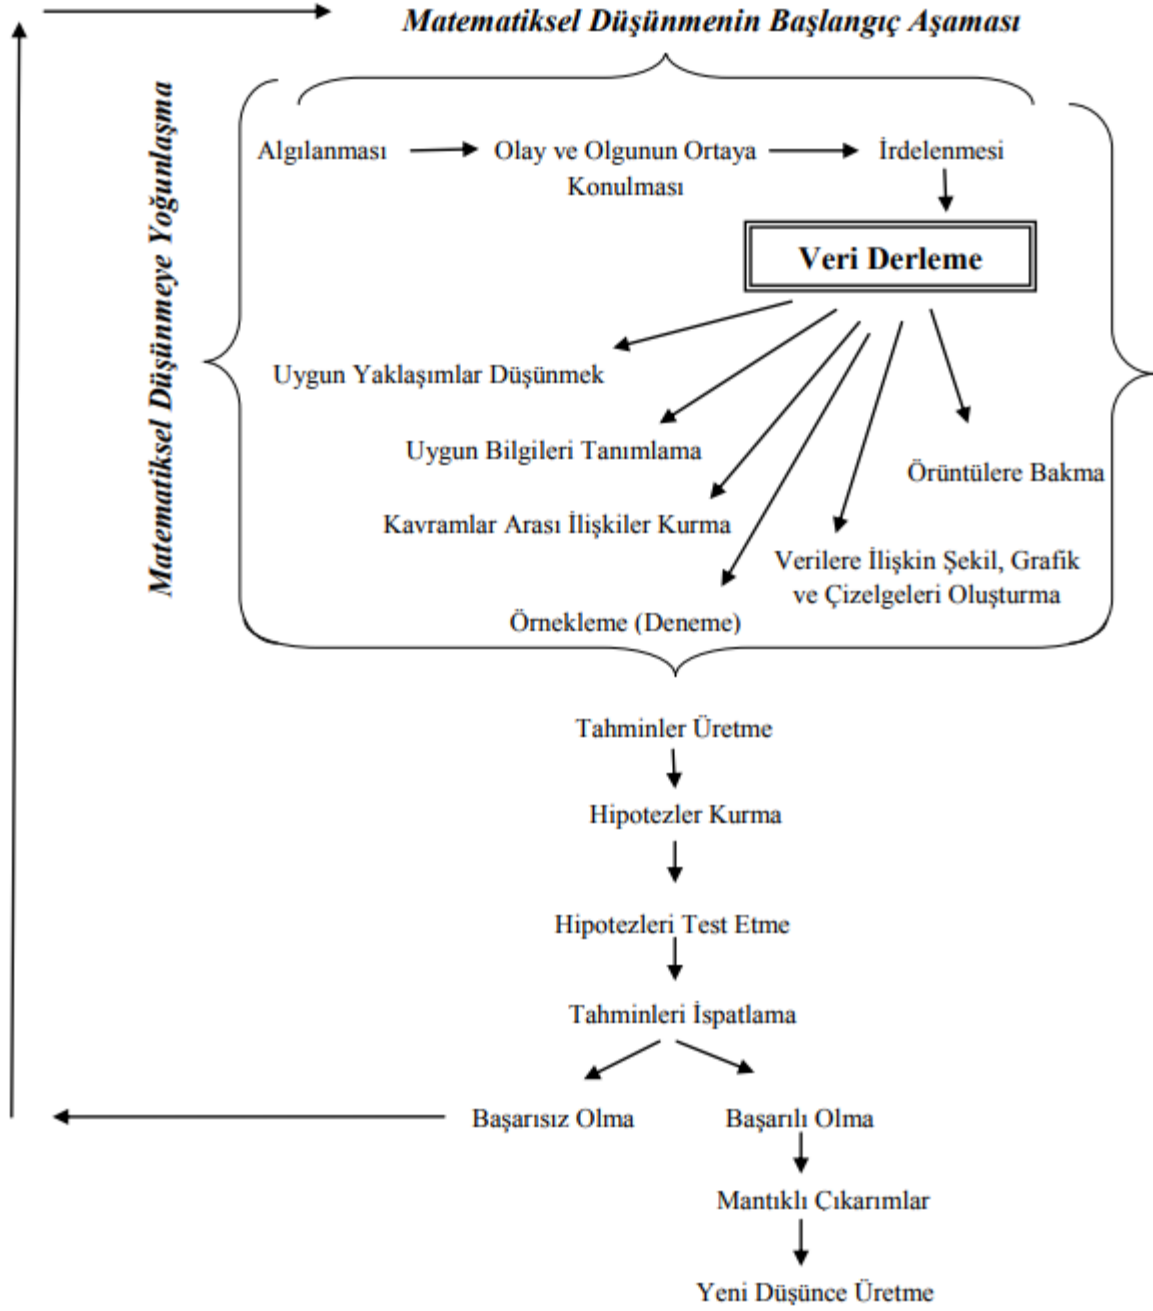 Matematiksel Düşünmenin Başlangıç Aşaması
Matematiksel Düşünmeye Yoğunlaşma
Algılanması
Olay ve Olgunun Ortaya
Konulması
İrdelenmesi
Veri Derleme
Uygun Yaklaşımlar Düşünmek
Uygun Bilgileri Tanımlama
Kavramlar Arası İlişkiler Kurma
Örnekleme (Deneme)
Verilere İlişkin Şekil, Grafik
ve Çizelgeleri Oluşturma
Örüntülere Bakma
Tahminler Üretme
Hipotezler Kurma
Hipotezleri Test Etme
Tahminleri İspatlama
Başarısız Olma
Başarılı Olma
Mantıklı Çıkarımlar
Yeni Düşünce Üretme